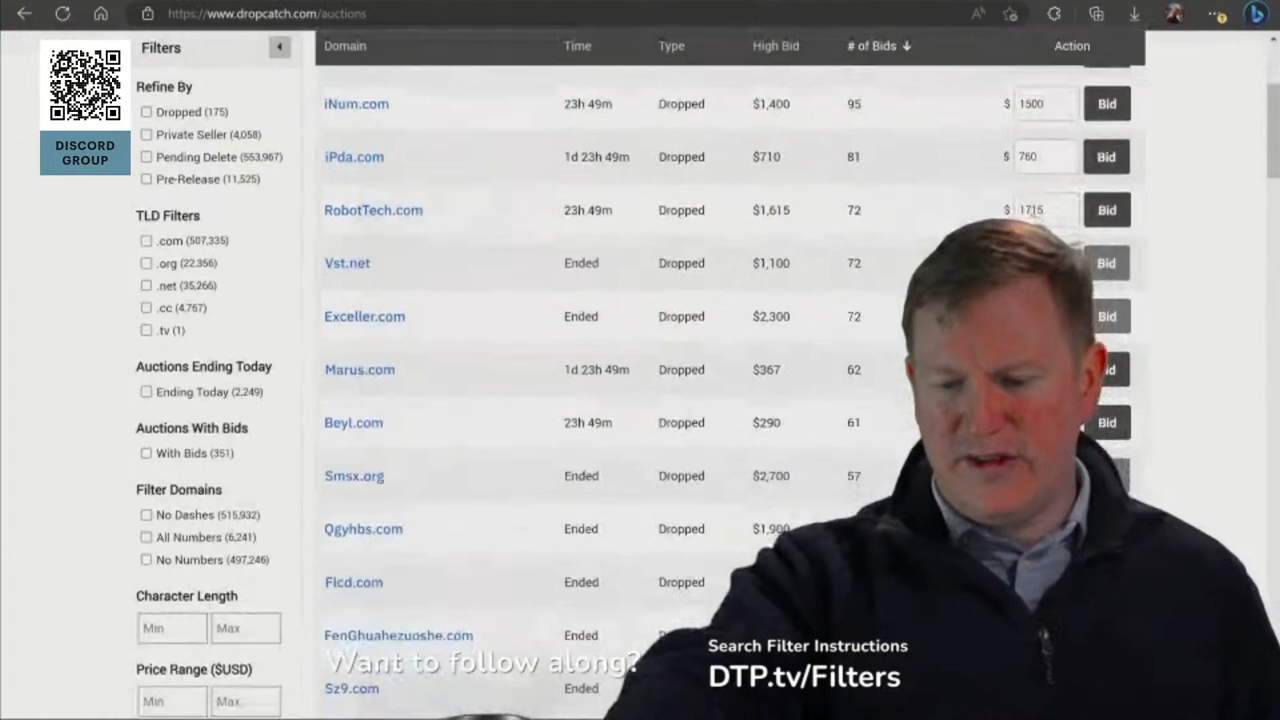 https://www.dropcatch.com/auctions
Filters
Domain Time Type High Bid # of Bids Action
DISCORD
GROUP
Refine By
Dropped (175)
Private Seller (4,058)
Pending Delete (553,967)
Pre-Release (11,525)
TLD Filters
.com (507,335)
.org (22,356)
.net (35,266)
.cc (4,767)
.tv (1)
Auctions Ending Today
Ending Today (2,249)
Auctions With Bids
With Bids (351)
Filter Domains
No Dashes (515,932)
All Numbers (6,241)
No Numbers (497,246)
Character Length
Min Max
Price Range ($USD)
Min Max
iNum.com 23h 49m Dropped $1,400 95 $ 1500 Bid
iPda.com 1d 23h 49m Dropped $710 81 $ 760 Bid
RobotTech.com 23h 49m Dropped $1,615 72 $ 1715 Bid
Vst.net Ended Dropped $1,100 72 Bid
Exceller.com Ended Dropped $2,300 72 Bid
Marus.com 1d 23h 49m Dropped $367 62
Beyl.com 23h 49m Dropped $290 61 Bid
Smsx.org Ended Dropped $2,700 57
Qgyhbs.com Ended Dropped $1,900
Flcd.com Ended Dropped
FenGhuahezuoshe.com Ended
Want to follow along?
Sz9.com Ended
Search Filter Instructions
DTP.tv/Filters